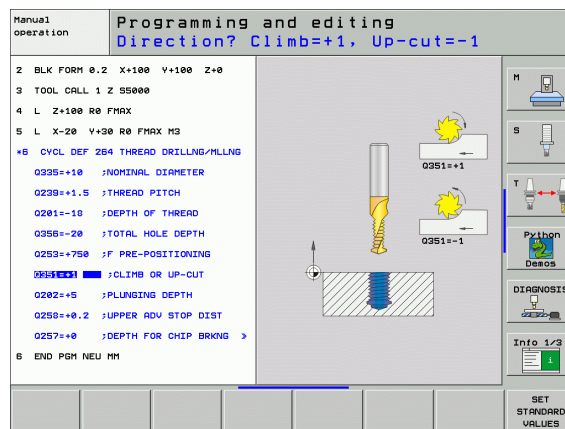 Manual
operation
Programming and editing
Direction? Climb=+1, Up-cut=-1
2 BLK FORM 0.2 X+100 Y+100 Z+0
3 TOOL CALL 1 Z S5000
4 L Z+100 R0 FMAX
5 L X-20 Y+30 R0 FMAX M3
*6 CYCL DEF 264 THREAD DRILLNG/MLLNG
Q335=+10 ;NOMINAL DIAMETER
Q239=+1.5 ;THREAD PITCH
Q201=-18 ;DEPTH OF THREAD
Q356=-20 ;TOTAL HOLE DEPTH
Q253=+750 ;F PRE-POSITIONING
Q351=+1 ;CLIMB OR UP-CUT
Q202=+5 ;PLUNGING DEPTH
Q258=+0.2 ;UPPER ADV STOP DIST
Q257=+0 ;DEPTH FOR CHIP BRKNG »
6 END PGM NEU MM
Q351=+1
Q351=-1
M
S
T
Python
Demos
DIAGNOSIS
Info 1/3
i
SET
STANDARD
VALUES